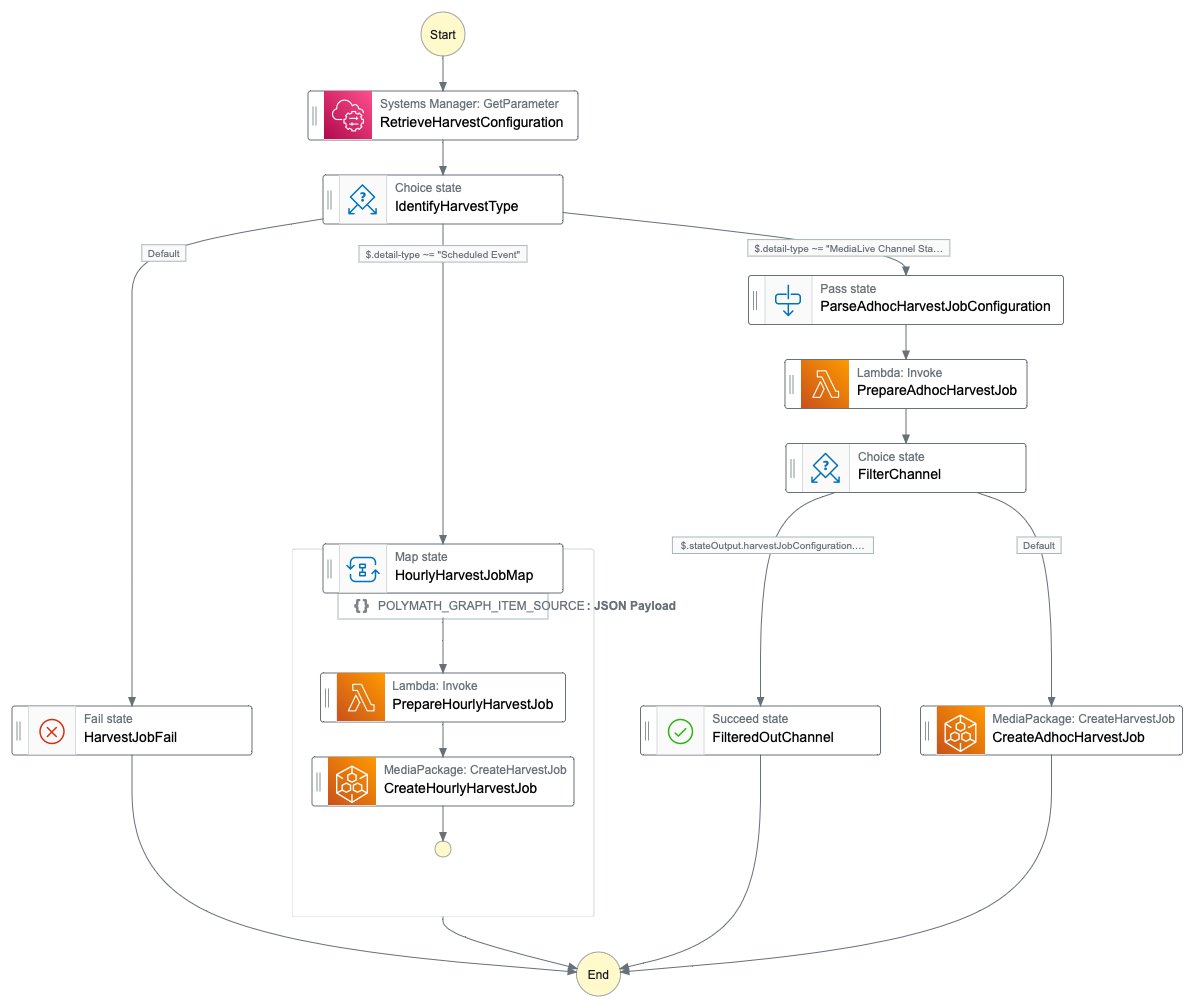 Start
Systems Manager: GetParameter
RetrieveHarvestConfiguration
Choice state
IdentifyHarvestType
Default
$.detail-type ~= "Scheduled Event"
$.detail-type ~= "MediaLive Channel Sta...
Pass state
ParseAdhocHarvestJobConfiguration
Lambda: Invoke
PrepareAdhocHarvestJob
Choice state
FilterChannel
$.stateOutput.harvestJobConfiguration....
Default
Map state
HourlyHarvestJobMap
{} POLYMATH_GRAPH_ITEM_SOURCE: JSON Payload
Lambda: Invoke
PrepareHourlyHarvestJob
Fail state
HarvestJobFail
Succeed state
FilteredOutChannel
MediaPackage: CreateHarvestJob
CreateAdhocHarvestJob
MediaPackage: CreateHarvestJob
CreateHourlyHarvestJob
End